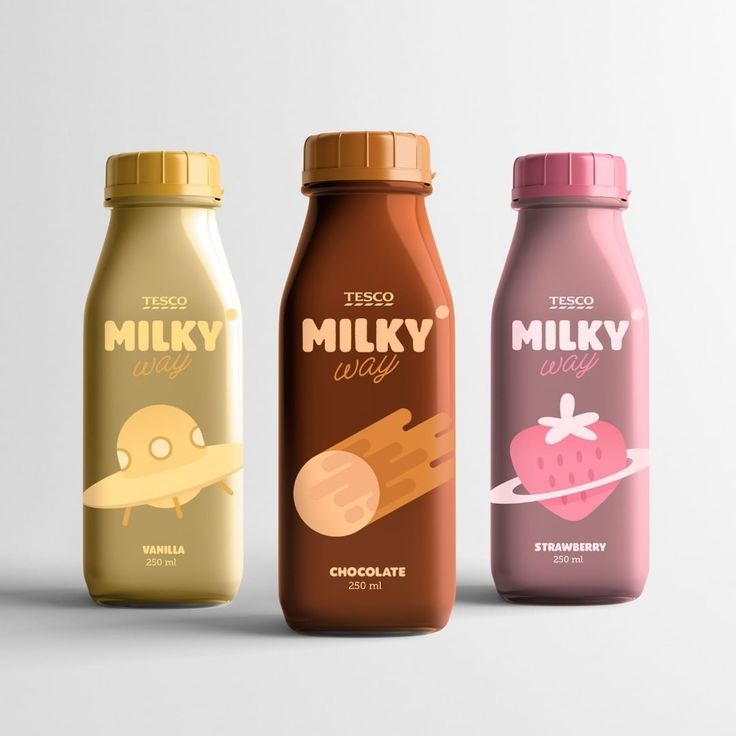 TESCO
MILKY
way
VANILLA
250 ml
TESCO
MILKY
way
CHOCOLATE
250 ml
TESCO
MILKY
way
STRAWBERRY
250 ml